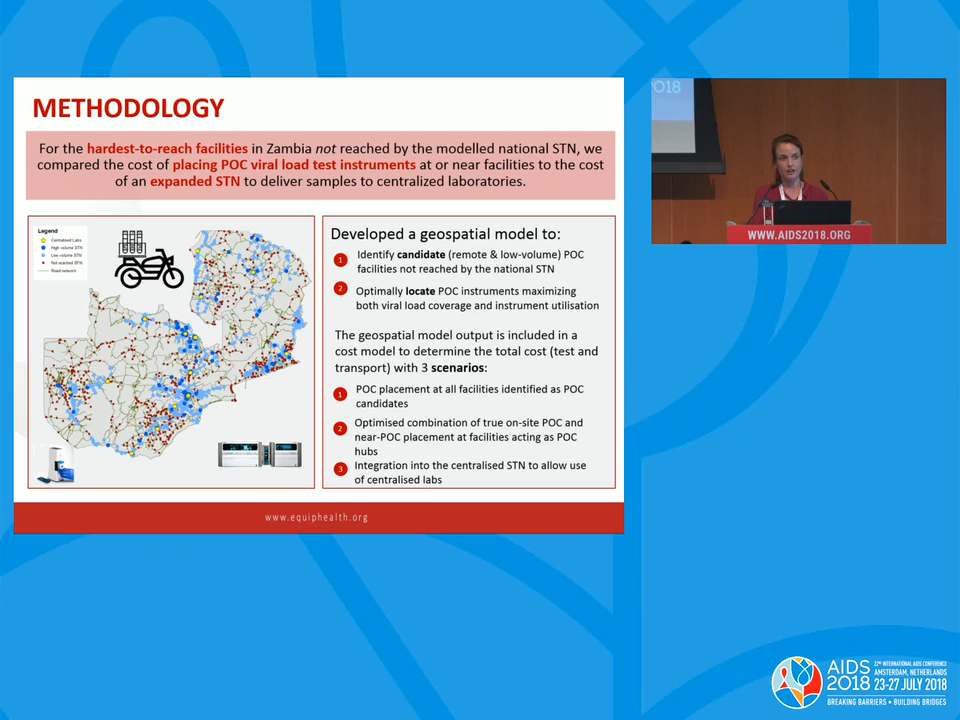 METHODOLOGY
For the hardest-to-reach facilities in Zambia not reached by the modelled national STN, we
compared the cost of placing POC viral load test instruments at or near facilities to the cost
of an expanded STN to deliver samples to centralized laboratories.
Legend
Centralised Labs
High volume STN
Low volume STN
Not reached STN
Road network
Developed a geospatial model to:
1 Identify candidate (remote & low-volume) POC
facilities not reached by the national STN
2 Optimally locate POC instruments maximizing
both viral load coverage and instrument utilisation
The geospatial model output is included in a
cost model to determine the total cost (test and
transport) with 3 scenarios:
1 POC placement at all facilities identified as POC
candidates
2 Optimised combination of true on-site POC and
near-POC placement at facilities acting as POC
hubs
3 Integration into the centralised STN to allow use
of centralised labs
www.equiphealth.org
2018
WWW.AIDS2018.ORG
AIDS
2018
22ND INTERNATIONAL AIDS CONFERENCE
AMSTERDAM, NETHERLANDS
23-27 JULY 2018
BREAKING BARRIERS • BUILDING BRIDGES